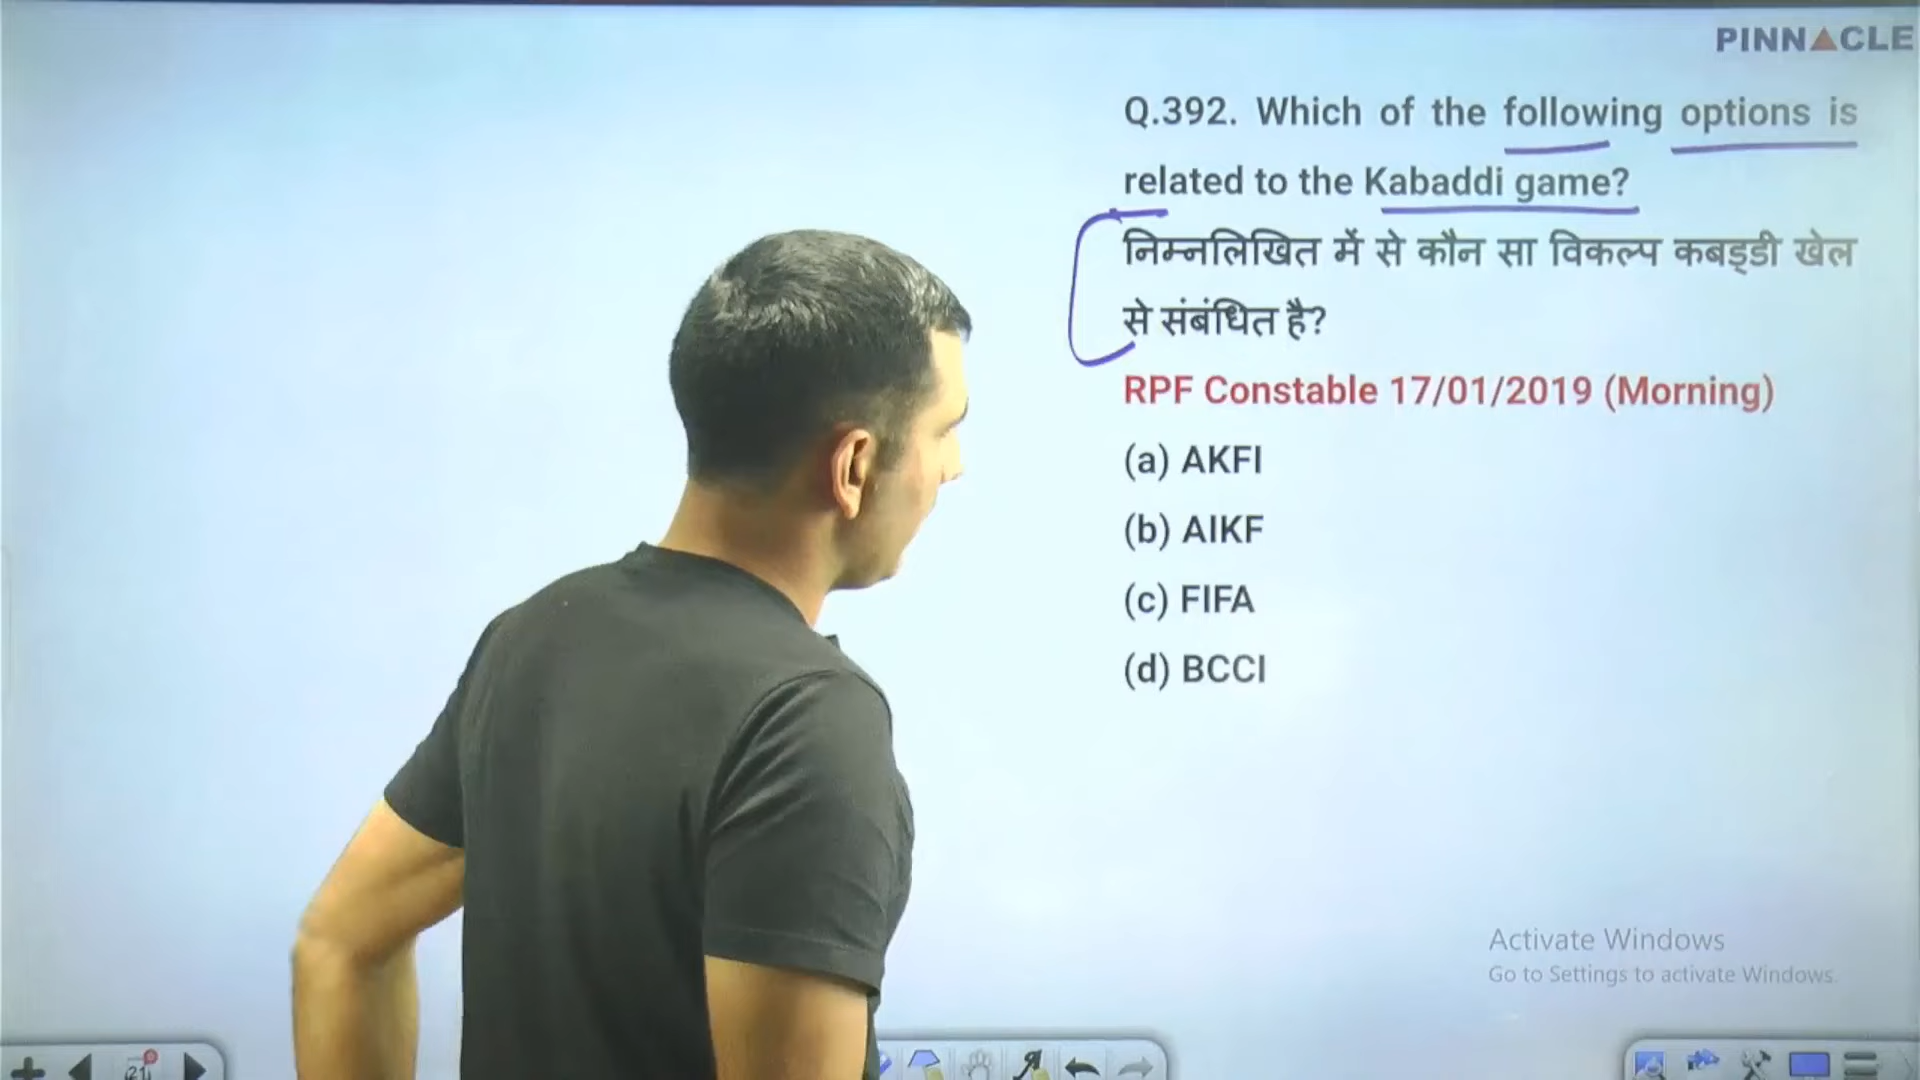 PINNACLE
Q.392. Which of the following options is
related to the Kabaddi game?
निम्नलिखित में से कौन सा विकल्प कबड्डी खेल
से संबंधित है?
RPF Constable 17/01/2019 (Morning)
(a) AKFI
(b) AIKF
(c) FIFA
(d) BCCI
Activate Windows
Go to Settings to activate Windows.
21